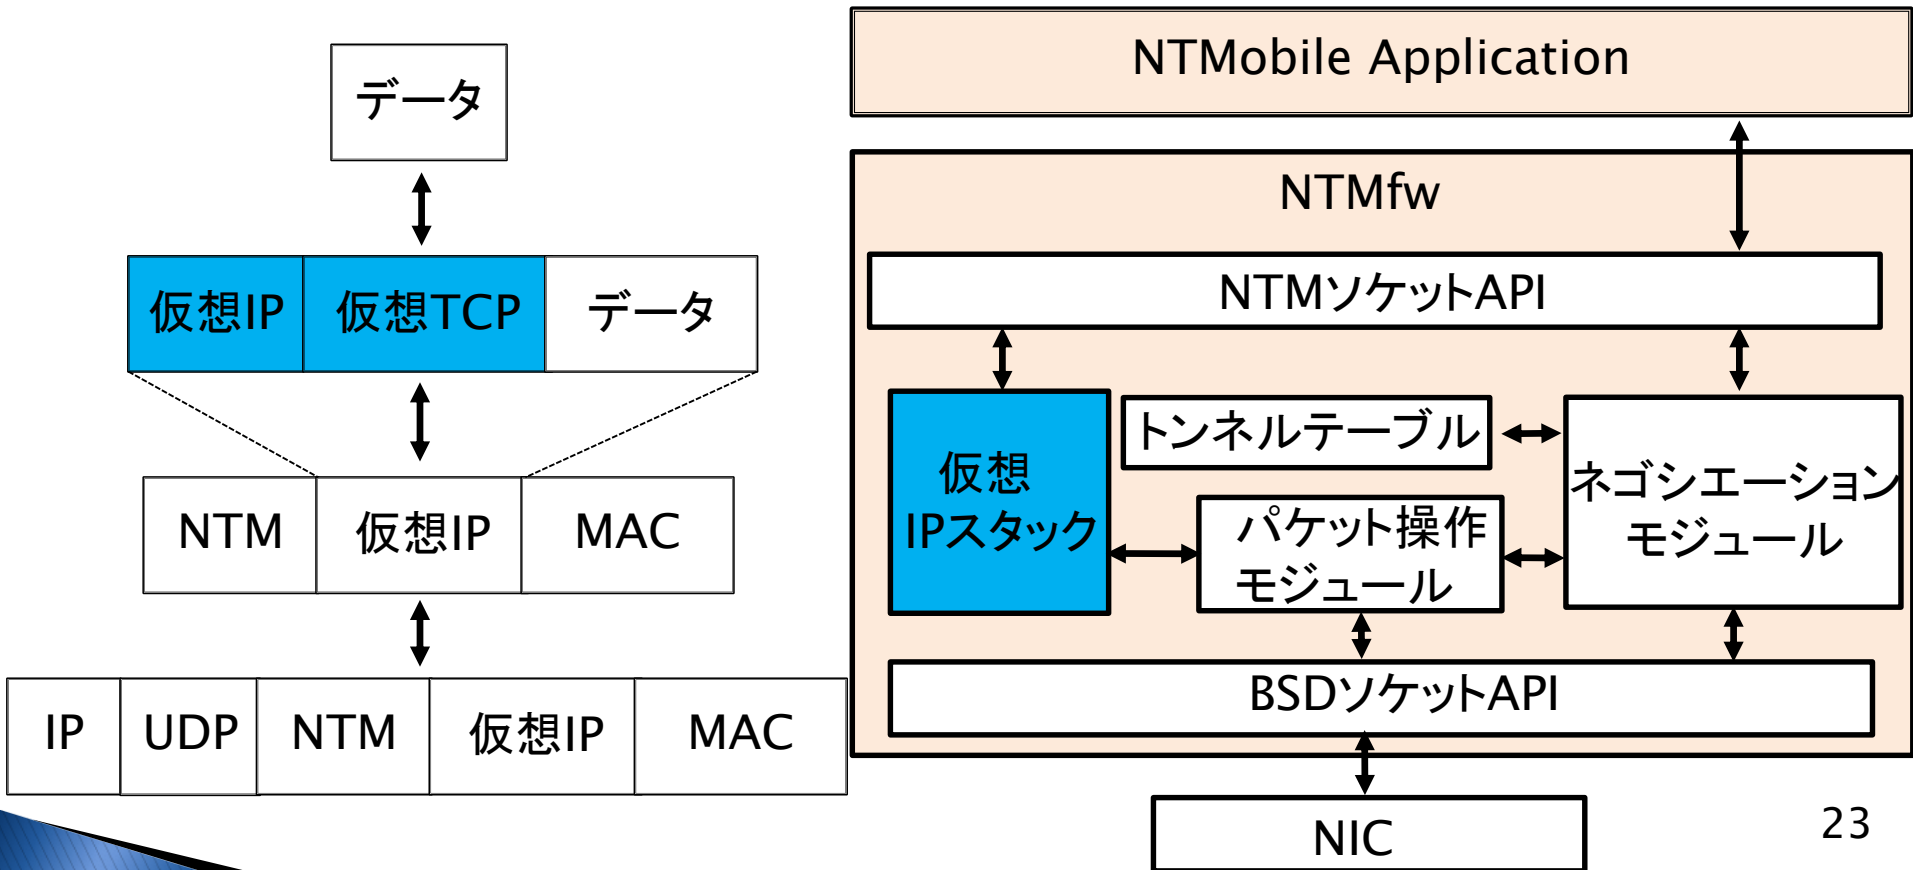 データ
仮想IP
仮想TCP
データ
NTM
仮想IP
MAC
IP
UDP
NTM
仮想IP
MAC
NTMobile Application
NTMfw
NTMソケットAPI
仮想
IPスタック
トンネルテーブル
パケット操作
モジュール
ネゴシエーション
モジュール
BSDソケットAPI
NIC
23